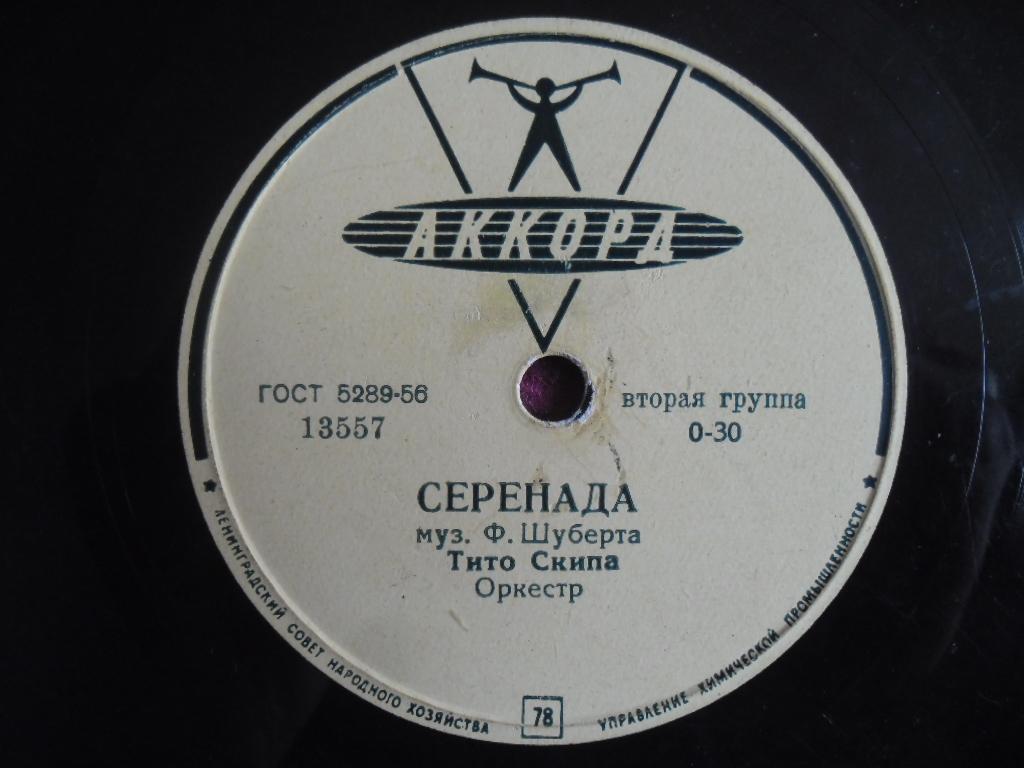 АККОРД
ГОСТ 5289-56
13557
вторая группа
0-30
СЕРЕНАДА
муз. Ф. Шуберта
Тито Скипа
Оркестр
★ ЛЕНИНГРАДСКИЙ СОВЕТ НАРОДНОГО ХОЗЯЙСТВА
78
УПРАВЛЕНИЕ ХИМИЧЕСКОЙ ПРОМЫШЛЕННОСТИ ★